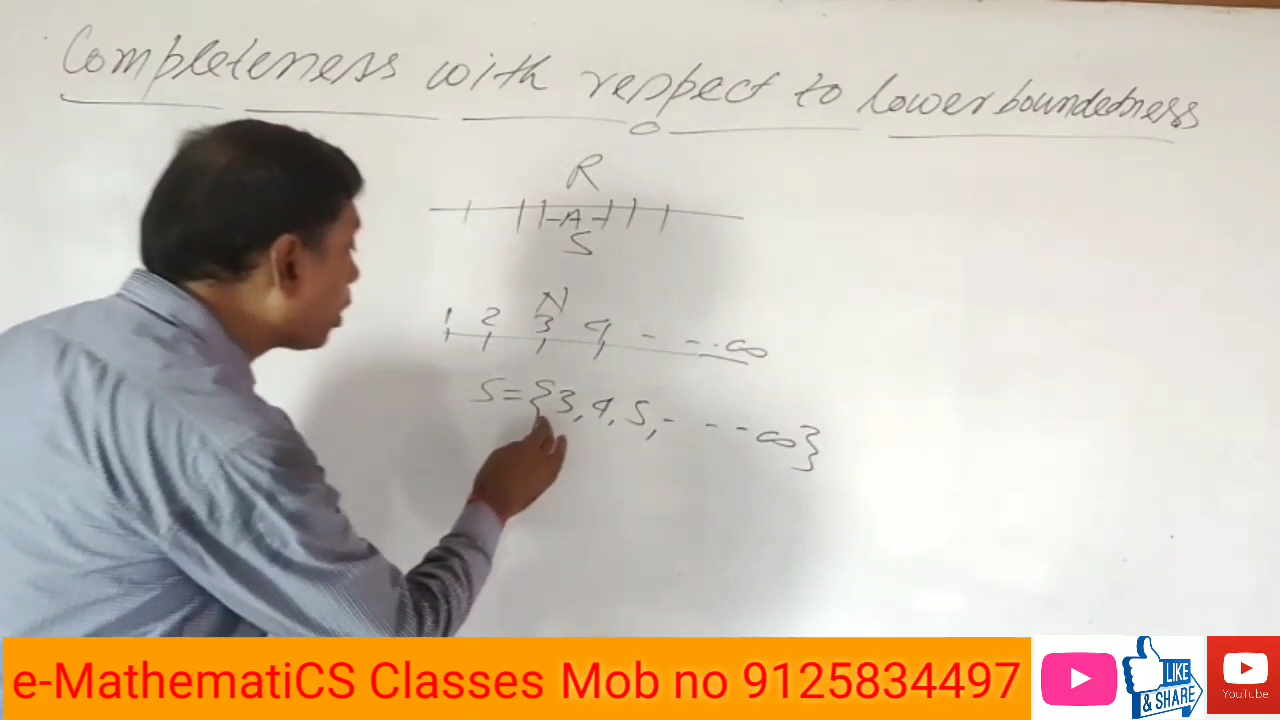 Completeness with respect to lower boundedness
R
A
S
N
1 2 3 4 - - - ∞
S = {3, 4, 5, - - - ∞}
e-MathematiCS Classes Mob no 9125834497
LIKE
& SHARE
YouTube